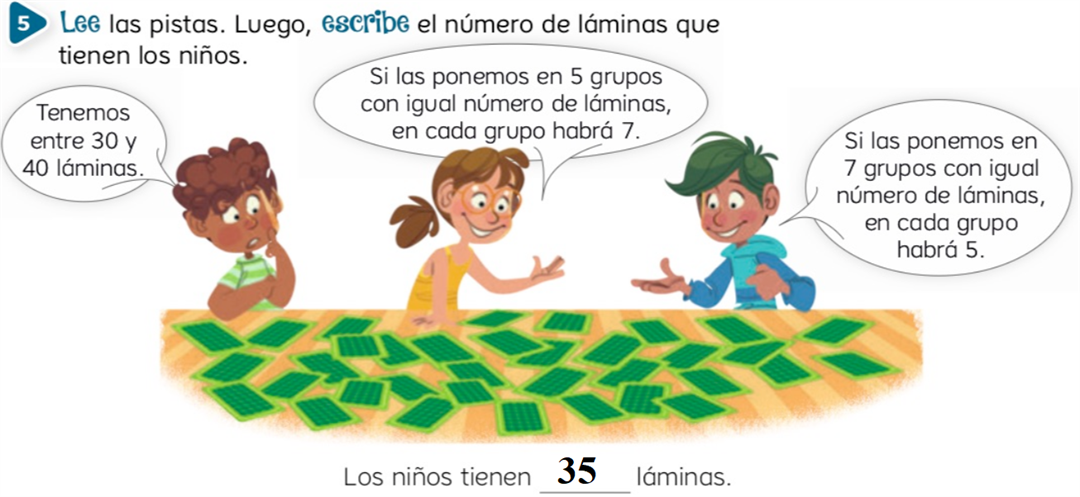 5 Lee las pistas. Luego, escribe el número de láminas que
tienen los niños.
Tenemos
entre 30 y
40 láminas.
Si las ponemos en 5 grupos
con igual número de láminas,
en cada grupo habrá 7.
Si las ponemos en
7 grupos con igual
número de láminas,
en cada grupo
habrá 5.
Los niños tienen 35 láminas.